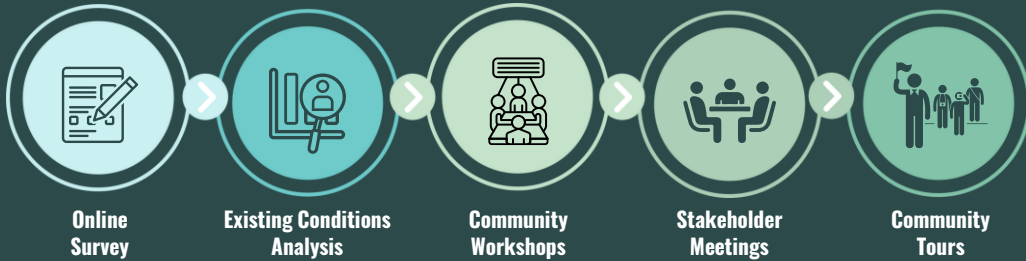 Online
Survey
Existing Conditions
Analysis
Community
Workshops
Stakeholder
Meetings
Community
Tours